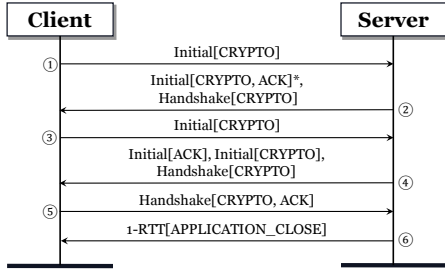 Client
Server
Initial[CRYPTO]
①
Initial[CRYPTO, ACK]*,
Handshake[CRYPTO]
②
Initial[CRYPTO]
③
Initial[ACK], Initial[CRYPTO],
Handshake[CRYPTO]
④
Handshake[CRYPTO, ACK]
⑤
1-RTT[APPLICATION_CLOSE]
⑥